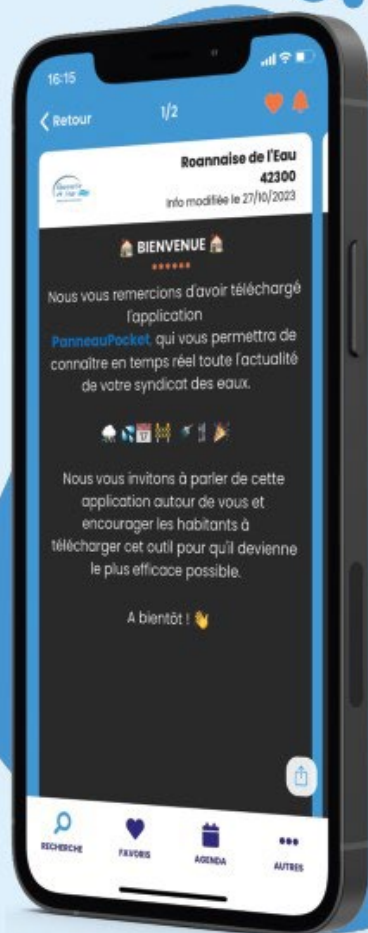 16:15
Retour
1/2
Roannaise de l'Eau
42300
Info modifiée le 27/10/2023
🏠 BIENVENUE 🏠
Nous vous remercions d'avoir téléchargé
l'application
PanneauPocket, qui vous permettra de
connaître en temps réel toute l'actualité
de votre syndicat des eaux.
Nous vous invitons à parler de cette
application autour de vous et
encourager les habitants à
télécharger cet outil pour qu'il devienne
le plus efficace possible.
A bientôt ! 👋
RECHERCHE
FAVORIS
AGENDA
AUTRES